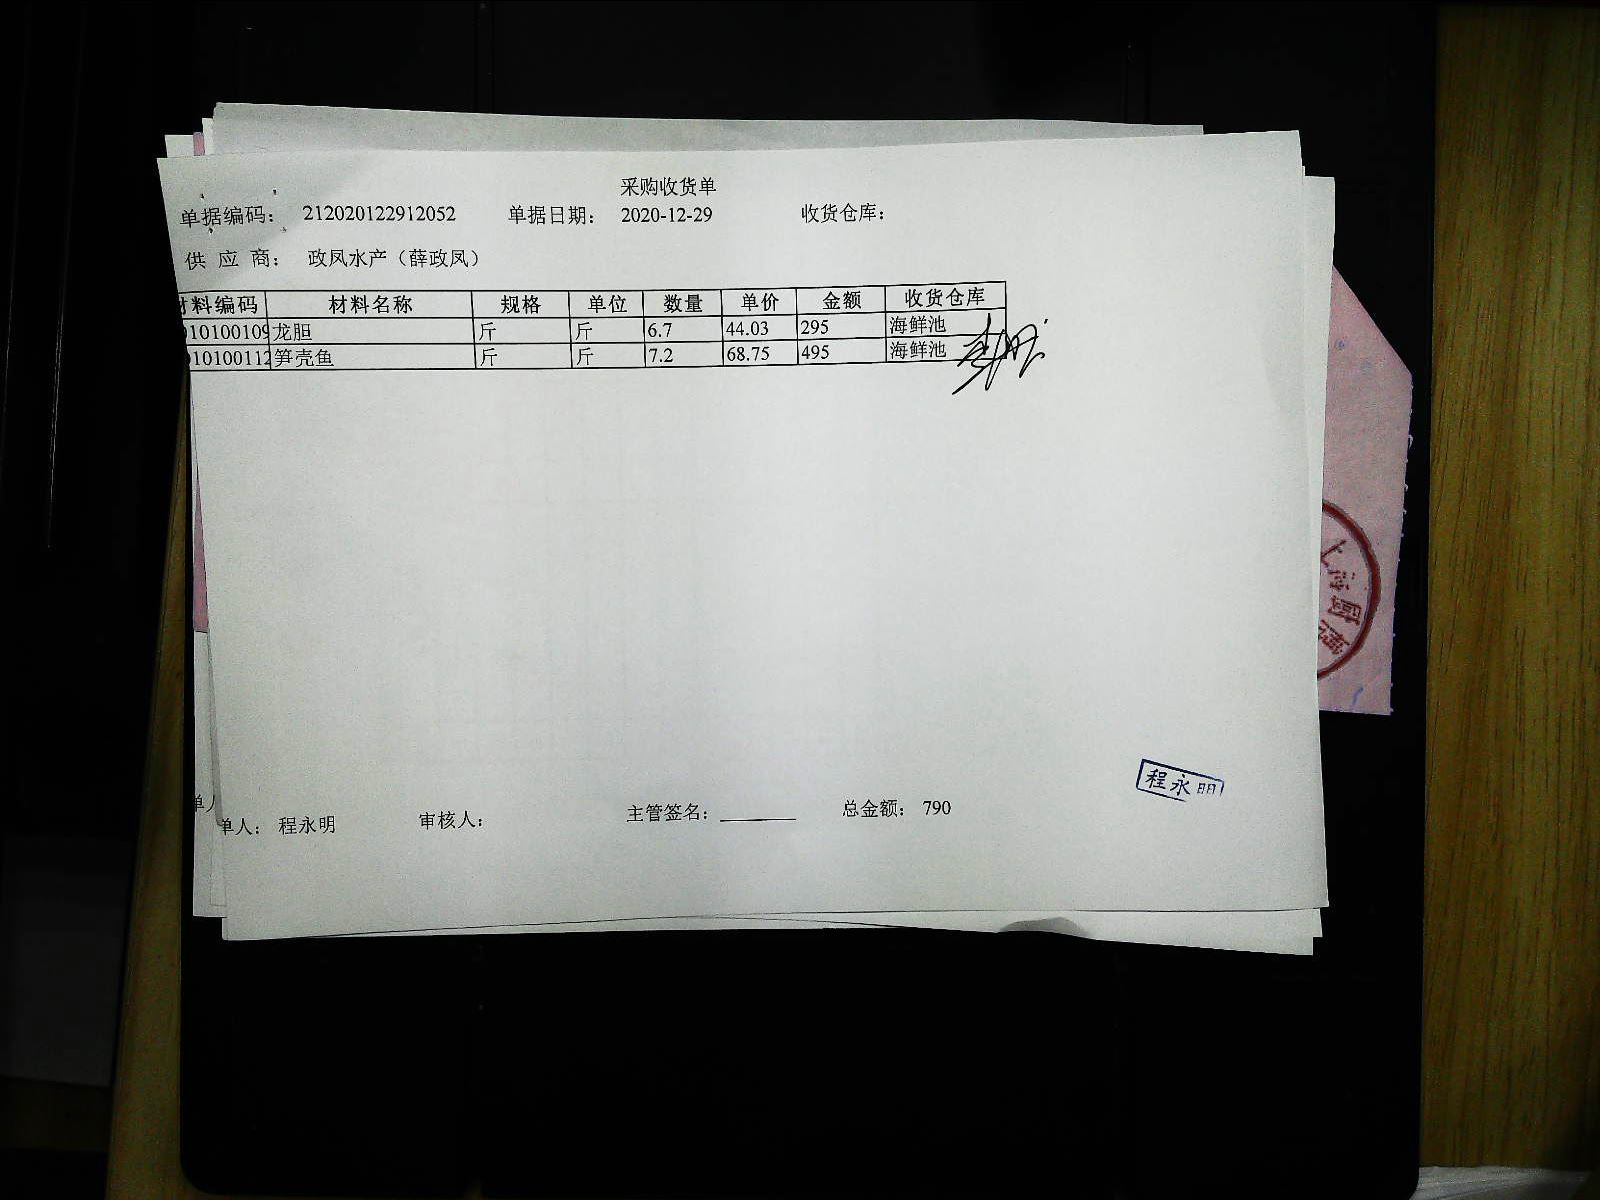 采购收货单
单据编码： 212020122912052 单据日期： 2020-12-29 收货仓库：
供 应 商： 政凤水产（薛政凤）
材料编码 材料名称 规格 单位 数量 单价 金额 收货仓库
010100109 龙胆 斤 斤 6.7 44.03 295 海鲜池
010100112 笋壳鱼 斤 斤 7.2 68.75 495 海鲜池
程永明
单人： 程永明 审核人： 主管签名： 总金额： 790
单人